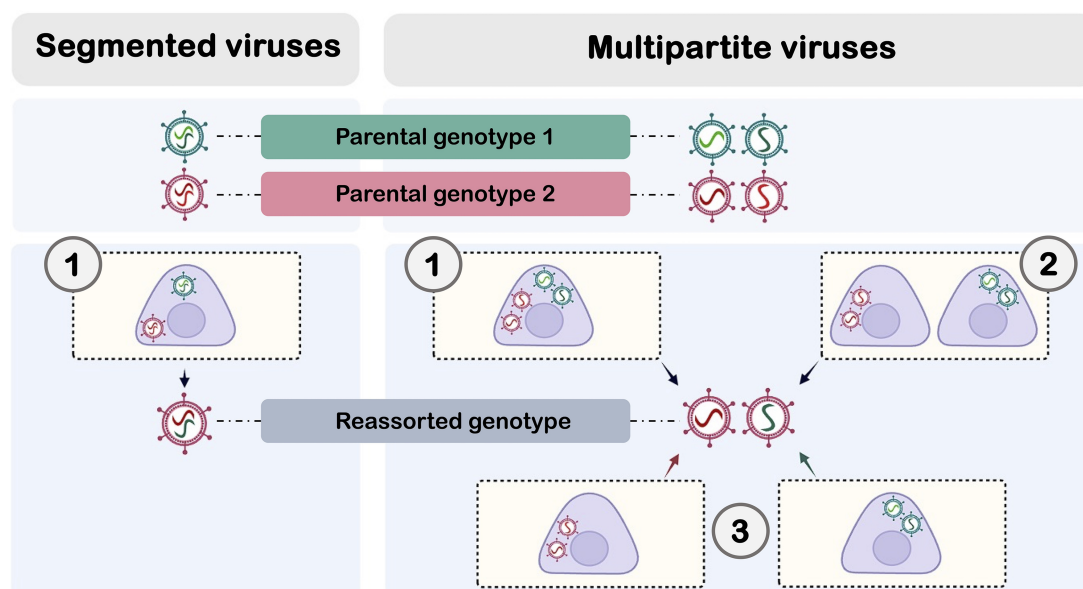 Segmented viruses
Multipartite viruses
Parental genotype 1
Parental genotype 2
1
1
2
Reassorted genotype
3